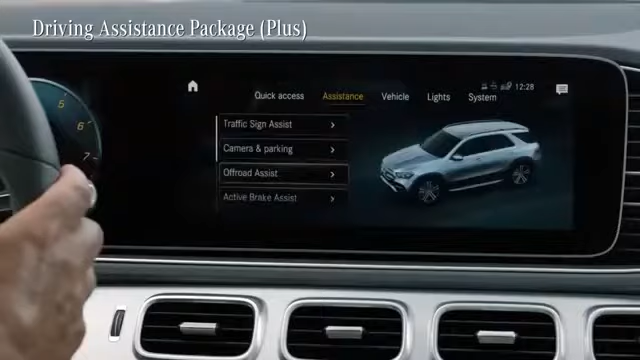 Driving Assistance Package (Plus)
12:28
Quick access Assistance Vehicle Lights System
Traffic Sign Assist
Camera & parking
Offroad Assist
Active Brake Assist
5
6
7